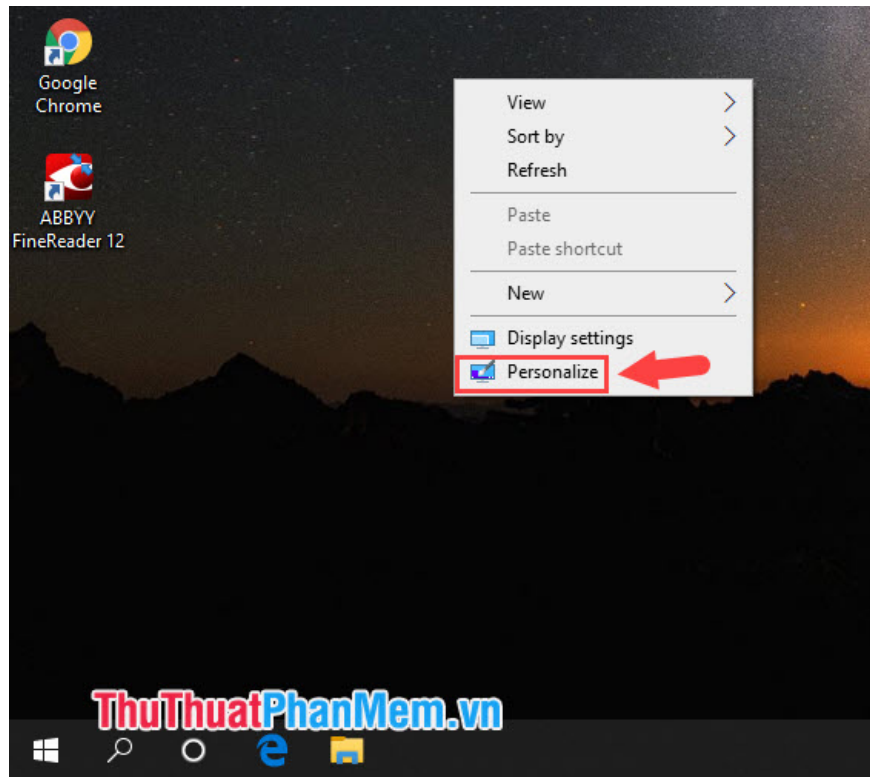 Google
Chrome
ABBYY
FineReader 12
View
Sort by
Refresh
Paste
Paste shortcut
New
Display settings
Personalize
ThuThuatPhanMem.vn